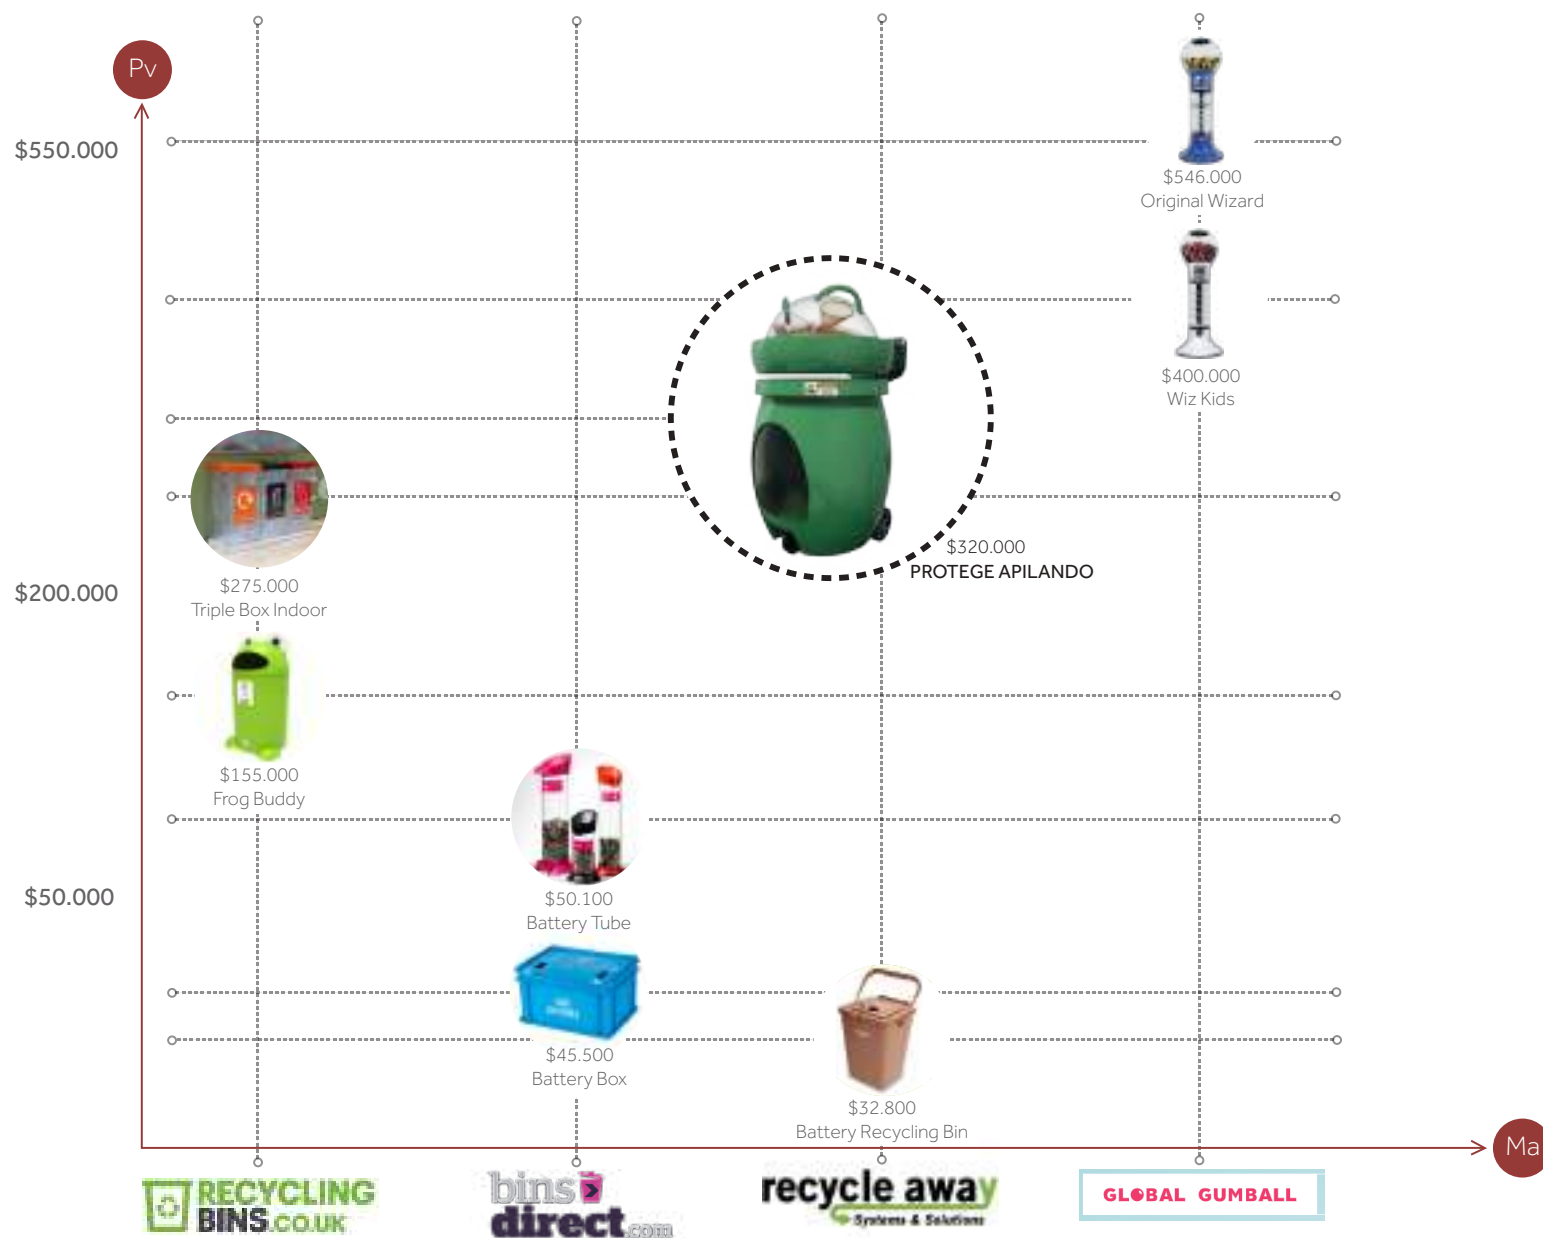 Pv
$550.000
$546.000
Original Wizard
$400.000
Wiz Kids
$320.000
PROTEGE APILANDO
$275.000
Triple Box Indoor
$200.000
$155.000
Frog Buddy
$50.100
Battery Tube
$50.000
$45.500
Battery Box
$32.800
Battery Recycling Bin
Ma
RECYCLING
BINS.CO.UK
bins
direct.com
recycle away
Systems & Solutions
GLOBAL GUMBALL